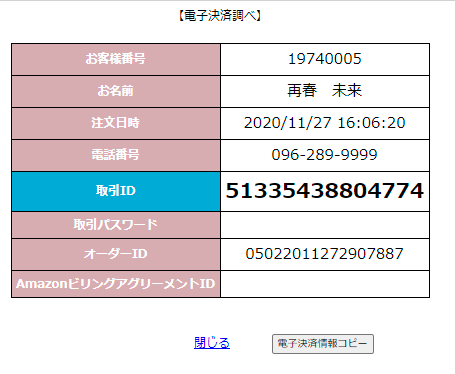 【電子決済調べ】
お客様番号 19740005
お名前 再春 未来
注文日時 2020/11/27 16:06:20
電話番号 096-289-9999
取引ID 51335438804774
取引パスワード
オーダーID 05022011272907887
AmazonビリングアグリーメントID
閉じる 電子決済情報コピー